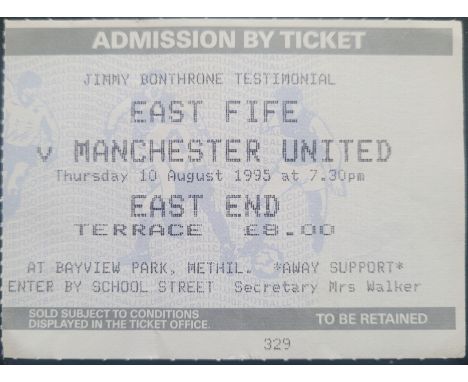 ADMISSION BY TICKET
JIMMY BONTHRONE TESTIMONIAL
EAST FIFE
v MANCHESTER UNITED
Thursday 10 August 1995 at 7.30pm
EAST END
TERRACE £8.00
AT BAYVIEW PARK, METHIL. *AWAY SUPPORT*
ENTER BY SCHOOL STREET Secretary Mrs Walker
SOLD SUBJECT TO CONDITIONS
DISPLAYED IN THE TICKET OFFICE.
TO BE RETAINED
329